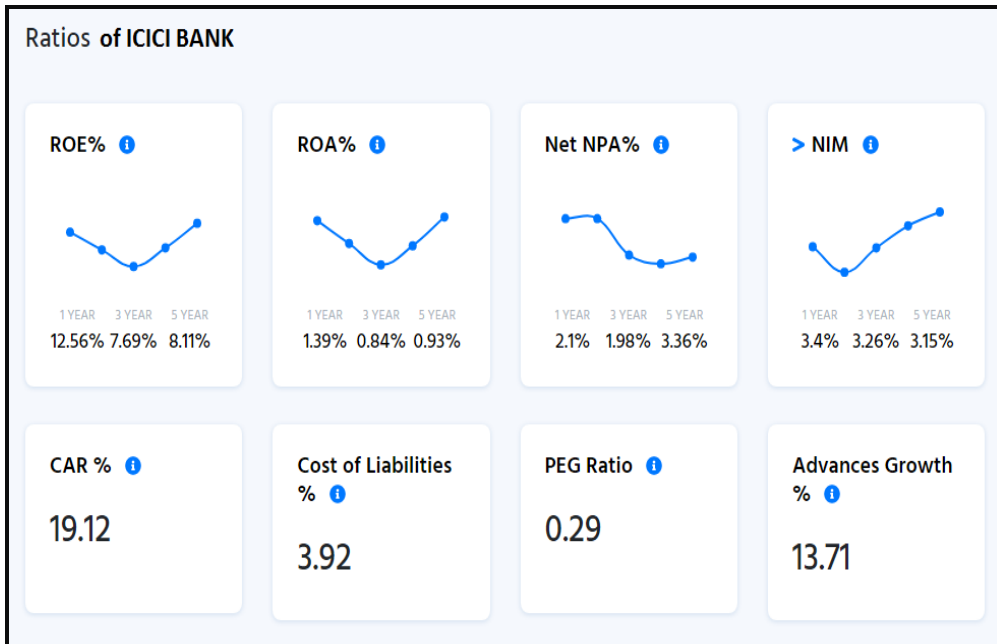 Ratios of ICICI BANK
ROE%
1 YEAR 3 YEAR 5 YEAR
12.56% 7.69% 8.11%
ROA%
1 YEAR 3 YEAR 5 YEAR
1.39% 0.84% 0.93%
Net NPA%
1 YEAR 3 YEAR 5 YEAR
2.1% 1.98% 3.36%
> NIM
1 YEAR 3 YEAR 5 YEAR
3.4% 3.26% 3.15%
CAR %
19.12
Cost of Liabilities
%
3.92
PEG Ratio
0.29
Advances Growth
%
13.71